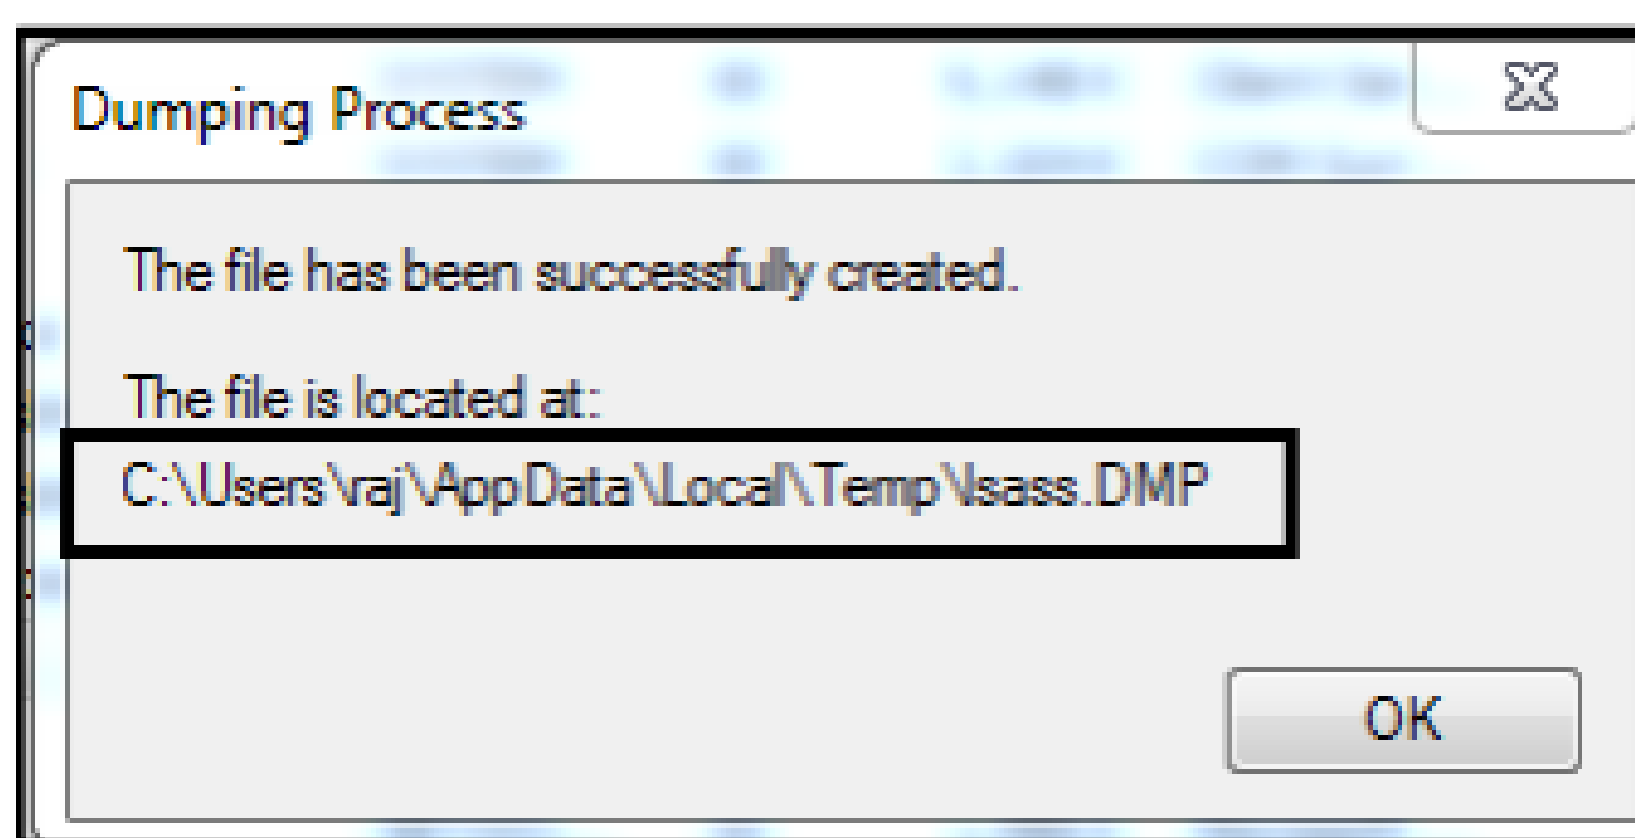 Dumping Process
The file has been successfully created.
The file is located at:
C:\Users\raj\AppData\Local\Temp\lsass.DMP
OK